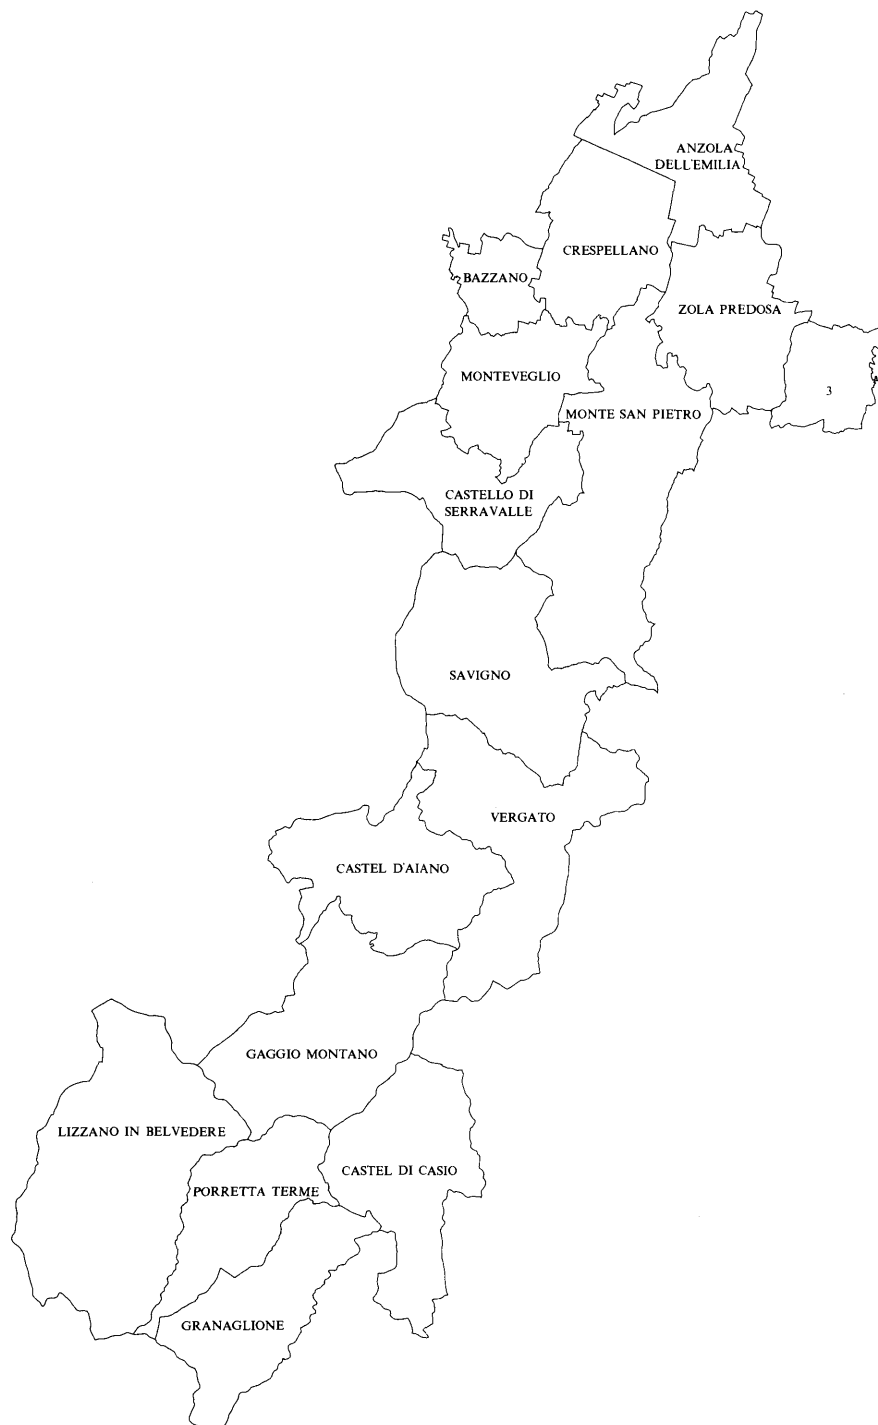 ANZOLA
DELL'EMILIA
CRESPELLANO
BAZZANO
ZOLA PREDOSA
MONTEVEGLIO
3
MONTE SAN PIETRO
CASTELLO DI
SERRAVALLE
SAVIGNO
VERGATO
CASTEL D'AIANO
GAGGIO MONTANO
LIZZANO IN BELVEDERE
CASTEL DI CASIO
PORRETTA TERME
GRANAGLIONE